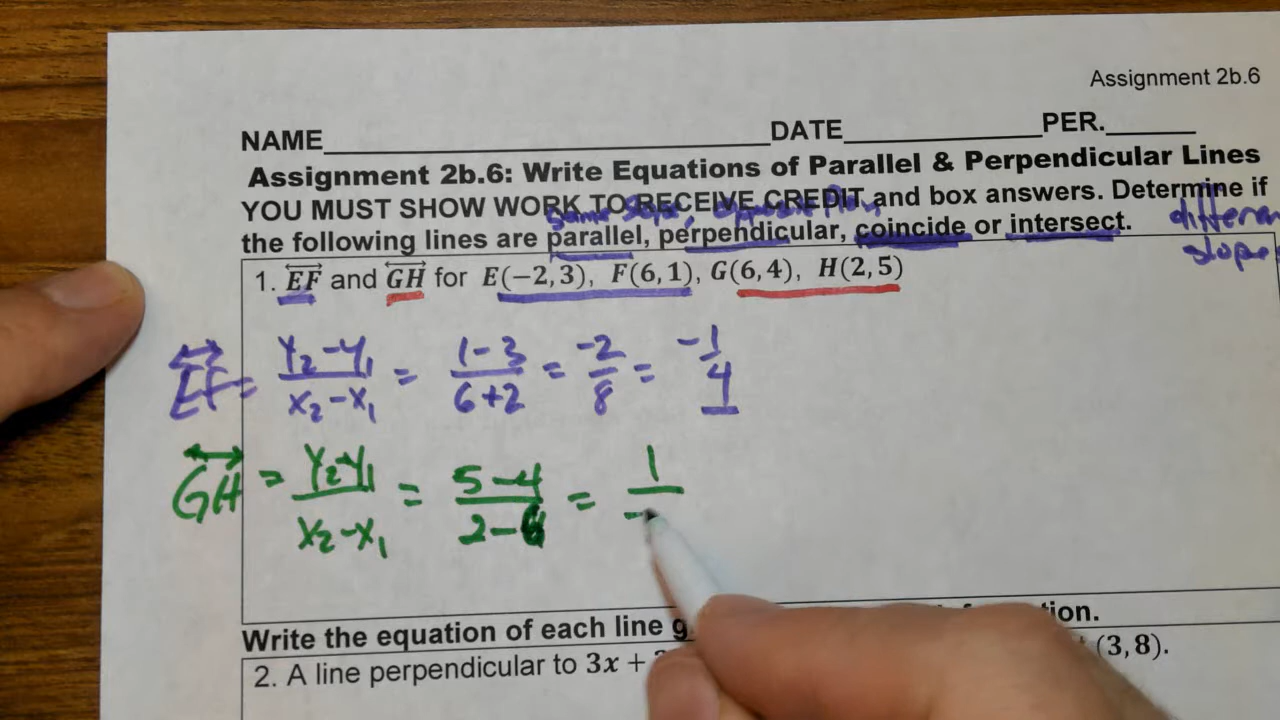 Assignment 2b.6
NAME DATE PER.
Assignment 2b.6: Write Equations of Parallel & Perpendicular Lines
YOU MUST SHOW WORK TO RECEIVE CREDIT and box answers. Determine if
the following lines are parallel, perpendicular, coincide or intersect.
slope
1. EF and GH for E(−2, 3), F(6, 1), G(6, 4), H(2, 5)
EF = Y2-Y1 / X2-X1 = 1-3 / 6+2 = -2 / 8 = -1 / 4
GH = Y2-Y1 / X2-X1 = 5-4 / 2-6 = 1 / -
Write the equation of each line
2. A line perpendicular to 3x + (3, 8).